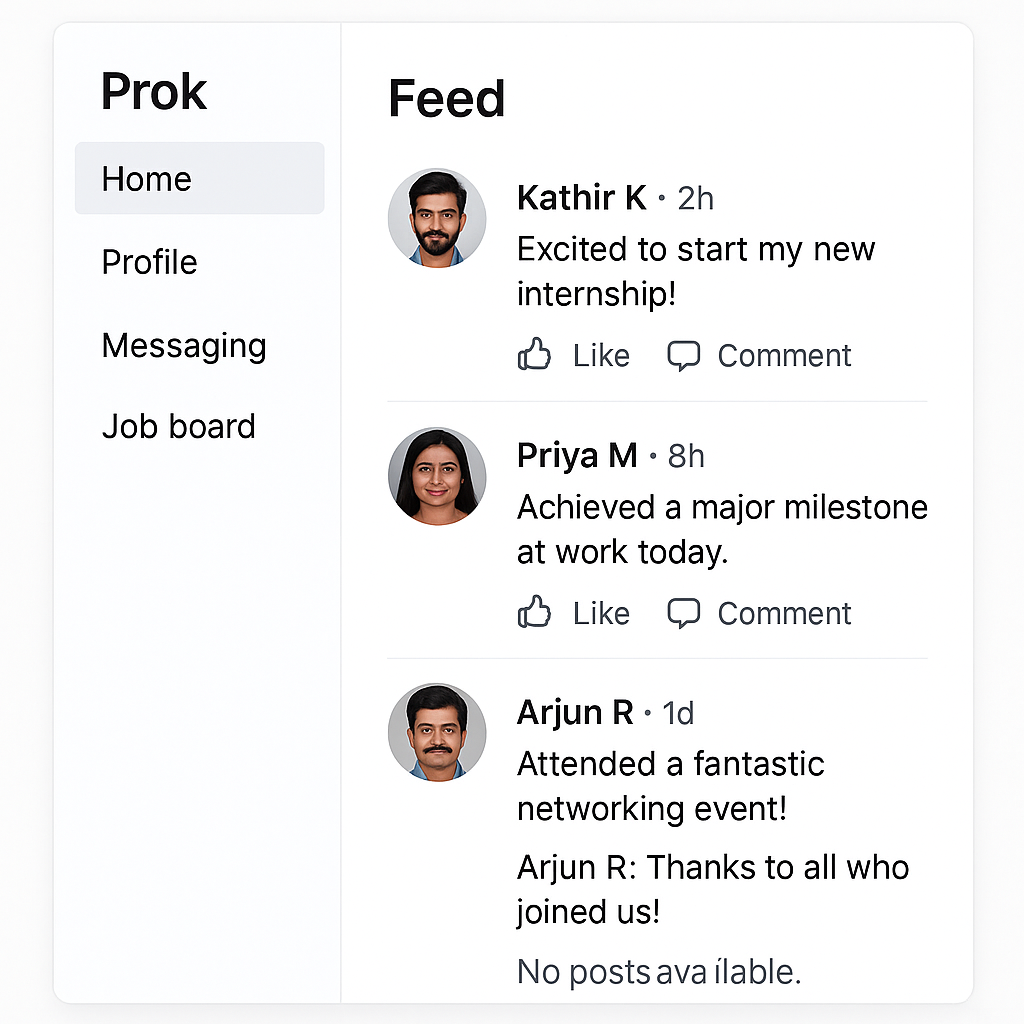 Prok
Home
Profile
Messaging
Job board
Feed
Kathir K · 2h
Excited to start my new
internship!
Like Comment
Priya M · 8h
Achieved a major milestone
at work today.
Like Comment
Arjun R · 1d
Attended a fantastic
networking event!
Arjun R: Thanks to all who
joined us!
No posts ava ílable.